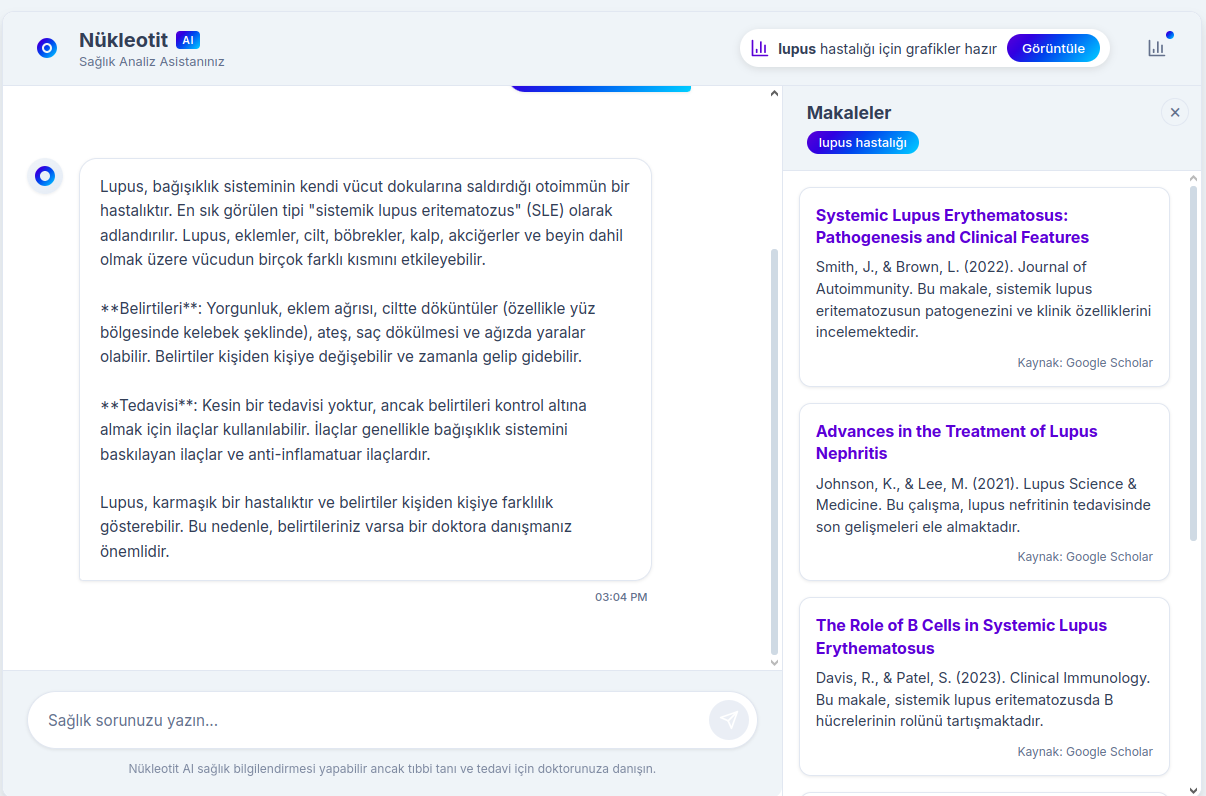 Nükleotit AI
Sağlık Analiz Asistanınız
lupus hastalığı için grafikler hazır
Görüntüle
Lupus, bağışıklık sisteminin kendi vücut dokularına saldırdığı otoimmün bir
hastalıktır. En sık görülen tipi "sistemik lupus eritematozus" (SLE) olarak
adlandırılır. Lupus, eklemler, cilt, böbrekler, kalp, akciğerler ve beyin dahil
olmak üzere vücudun birçok farklı kısmını etkileyebilir.
**Belirtileri**: Yorgunluk, eklem ağrısı, ciltte döküntüler (özellikle yüz
bölgesinde kelebek şeklinde), ateş, saç dökülmesi ve ağızda yaralar
olabilir. Belirtiler kişiden kişiye değişebilir ve zamanla gelip gidebilir.
**Tedavisi**: Kesin bir tedavisi yoktur, ancak belirtileri kontrol altına
almak için ilaçlar kullanılabilir. İlaçlar genellikle bağışıklık sistemini
baskılayan ilaçlar ve anti-inflamatuar ilaçlardır.
Lupus, karmaşık bir hastalıktır ve belirtiler kişiden kişiye farklılık
gösterebilir. Bu nedenle, belirtileriniz varsa bir doktora danışmanız
önemlidir.
03:04 PM
Sağlık sorunuzu yazın...
Nükleotit AI sağlık bilgilendirmesi yapabilir ancak tıbbi tanı ve tedavi için doktorunuza danışın.
Makaleler
lupus hastalığı
Systemic Lupus Erythematosus:
Pathogenesis and Clinical Features
Smith, J., & Brown, L. (2022). Journal of
Autoimmunity. Bu makale, sistemik lupus
eritematozusun patogenezini ve klinik özelliklerini
incelemektedir.
Kaynak: Google Scholar
Advances in the Treatment of Lupus
Nephritis
Johnson, K., & Lee, M. (2021). Lupus Science &
Medicine. Bu çalışma, lupus nefritinin tedavisinde
son gelişmeleri ele almaktadır.
Kaynak: Google Scholar
The Role of B Cells in Systemic Lupus
Erythematosus
Davis, R., & Patel, S. (2023). Clinical Immunology.
Bu makale, sistemik lupus eritematozusda B
hücrelerinin rolünü tartışmaktadır.
Kaynak: Google Scholar